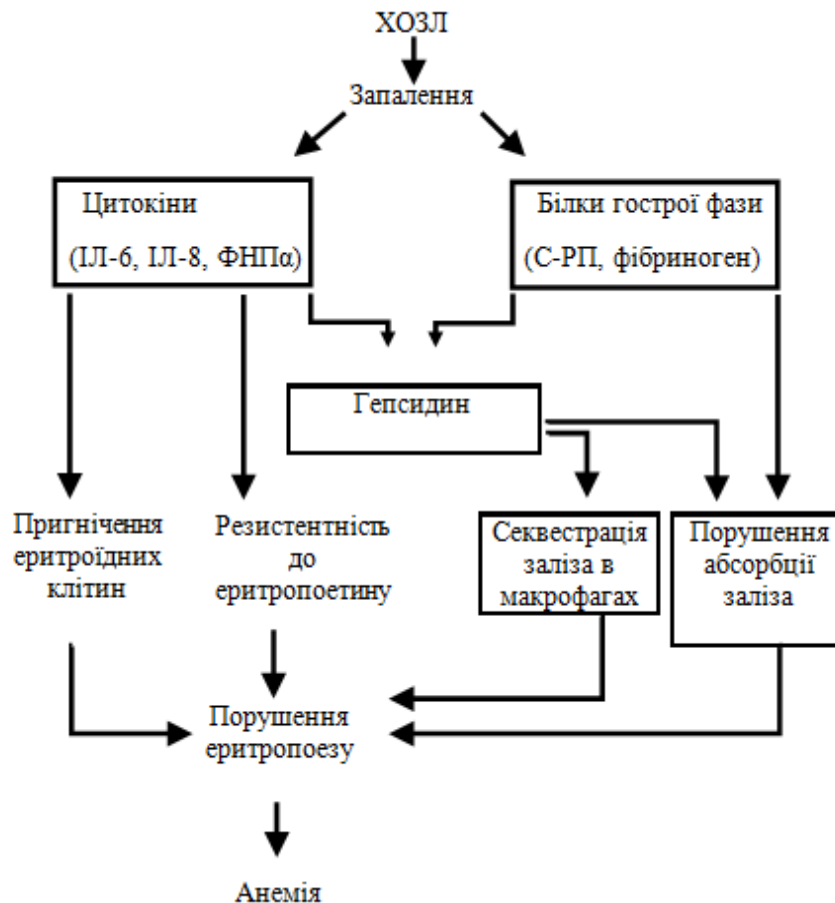 ХОЗЛ
Запалення
Цитокіни
(ІЛ-6, ІЛ-8, ФНПα)
Білки гострої фази
(С-РП, фібриноген)
Гепсидин
Пригнічення
еритроїдних
клітин
Резистентність
до
еритропоетину
Секвестрація
заліза в
макрофагах
Порушення
абсорбції
заліза
Порушення
еритропоезу
Анемія